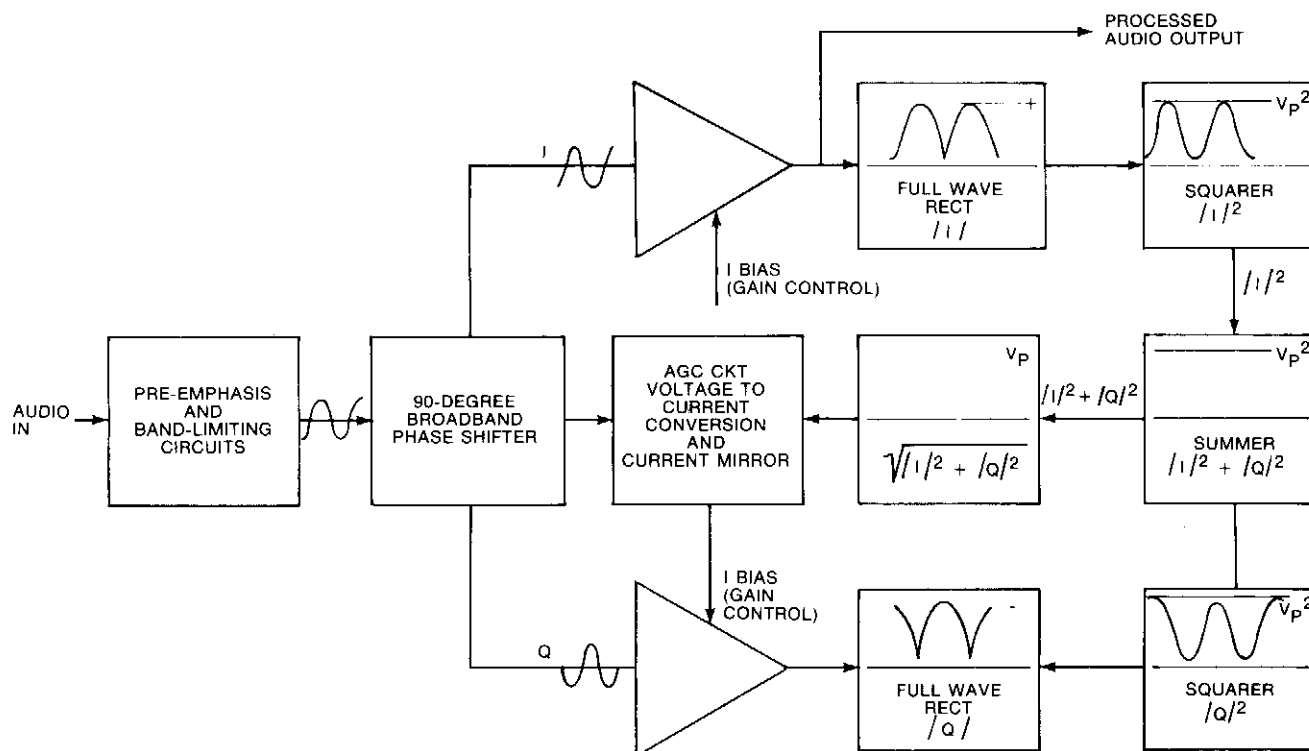 PROCESSED
AUDIO OUTPUT
I
+
FULL WAVE
RECT
/I/
V_P²
SQUARER
/I/²
I BIAS
(GAIN CONTROL)
/I/²
AUDIO
IN
PRE-EMPHASIS
AND
BAND-LIMITING
CIRCUITS
90-DEGREE
BROADBAND
PHASE SHIFTER
AGC CKT
VOLTAGE TO
CURRENT
CONVERSION
AND
CURRENT MIRROR
V_P
√/I/² + /Q/²
/I/² + /Q/²
V_P²
SUMMER
/I/² + /Q/²
I BIAS
(GAIN
CONTROL)
Q
-
FULL WAVE
RECT
/Q/
V_P²
SQUARER
/Q/²